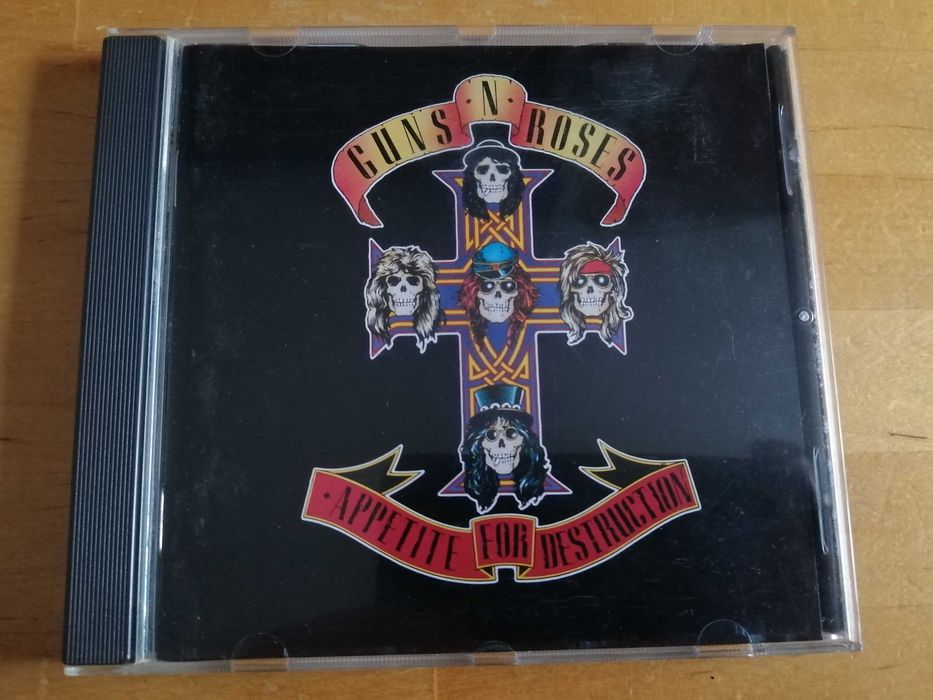 GUNS ·N· ROSES
·APPETITE FOR DESTRUCTION